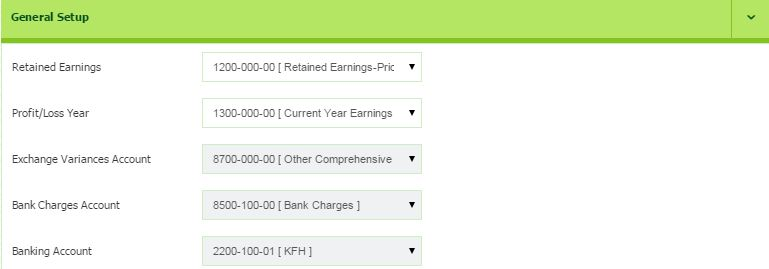 General Setup
Retained Earnings 1200-000-00 [ Retained Earnings-Pric
Profit/Loss Year 1300-000-00 [ Current Year Earnings
Exchange Variances Account 8700-000-00 [ Other Comprehensive
Bank Charges Account 8500-100-00 [ Bank Charges ]
Banking Account 2200-100-01 [ KFH ]